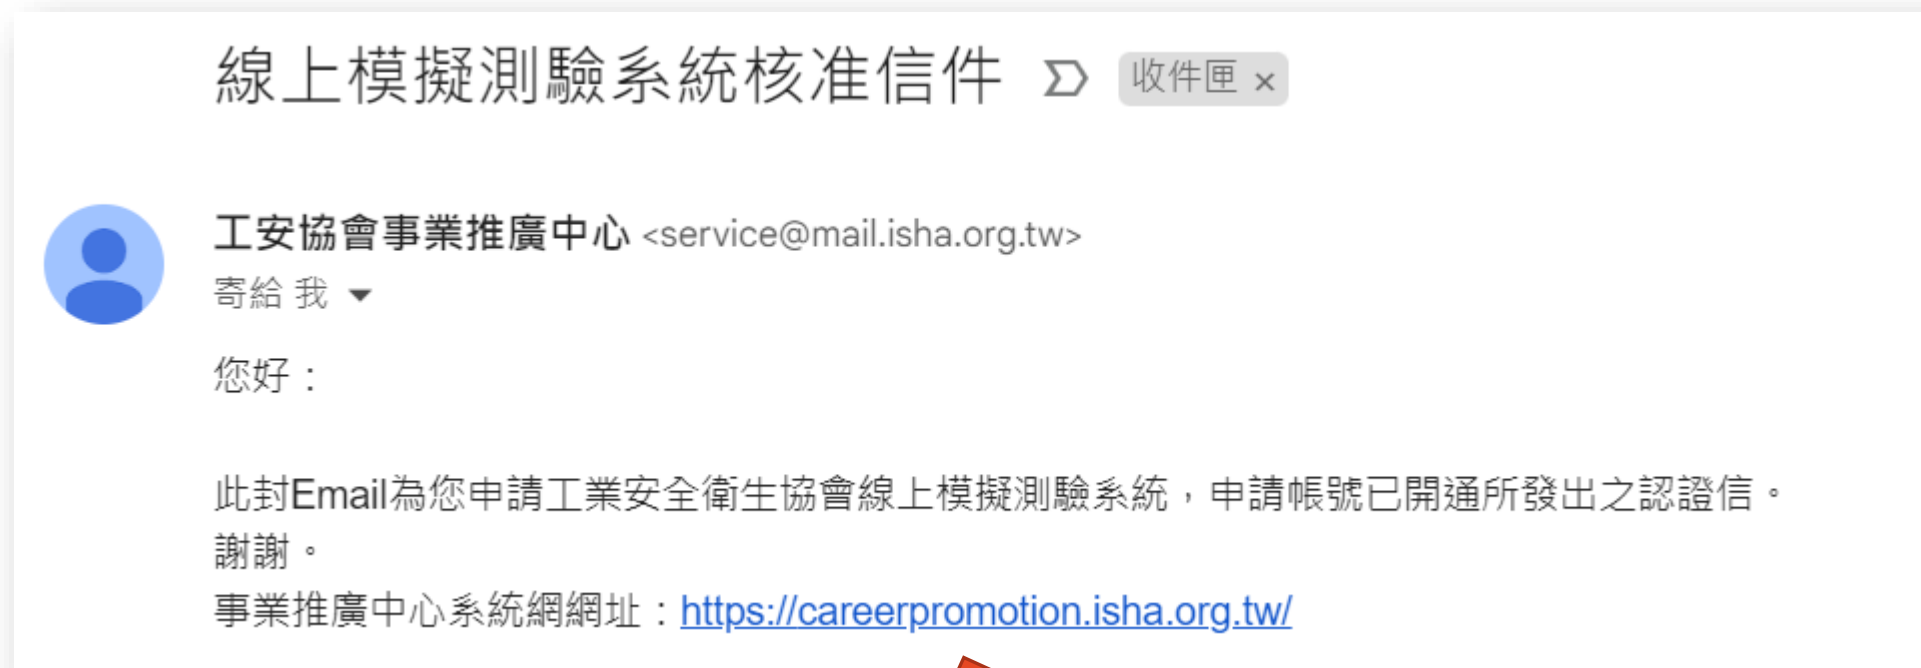 線上模擬測驗系統核准信件 收件匣 ×
工安協會事業推廣中心 <service@mail.isha.org.tw>
寄給 我
您好：
此封Email為您申請工業安全衛生協會線上模擬測驗系統，申請帳號已開通所發出之認證信。
謝謝。
事業推廣中心系統網網址：https://careerpromotion.isha.org.tw/